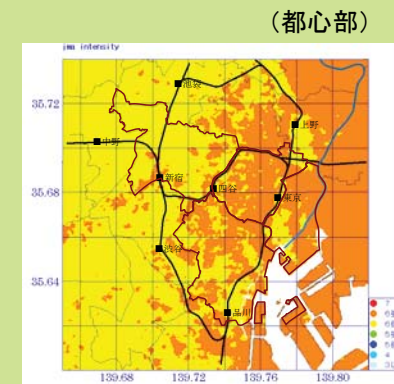 （都心部）
jma intensity
池袋
35.72
上野
中野
新宿
四谷
35.68
東京
渋谷
35.64
品川
7
4
139.68 139.72 139.76 139.80